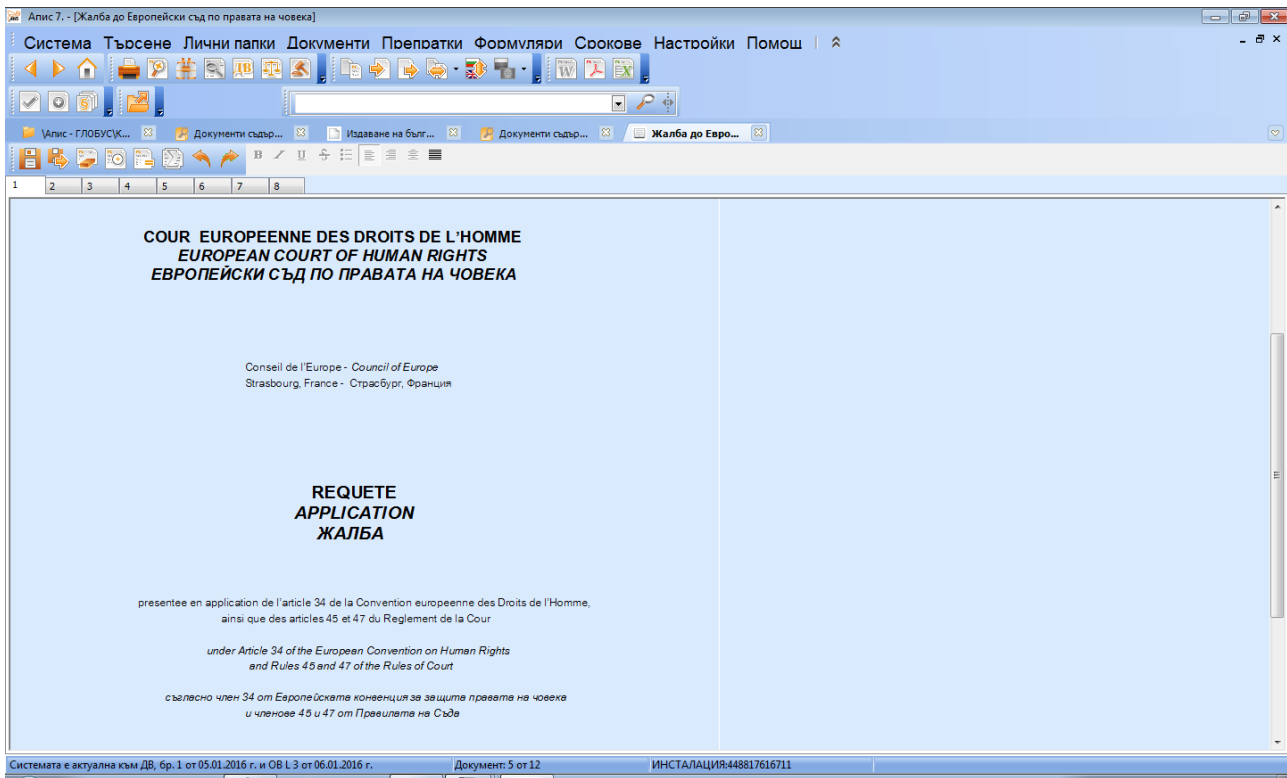 Апис 7. - [Жалба до Европейски съд по правата на човека]
Система Търсене Лични папки Документи Препратки Формуляри Срокове Настройки Помощ
\Апис - ГЛОБУС\К... Документи съдър... Издаване на бълг... Документи съдър... Жалба до Евро...
B I U
1 2 3 4 5 6 7 8
COUR EUROPEENNE DES DROITS DE L'HOMME
EUROPEAN COURT OF HUMAN RIGHTS
ЕВРОПЕЙСКИ СЪД ПО ПРАВАТА НА ЧОВЕКА
Conseil de l'Europe - Council of Europe
Strasbourg, France - Страсбург, Франция
REQUETE
APPLICATION
ЖАЛБА
presentee en application de l'article 34 de la Convention europeenne des Droits de l'Homme,
ainsi que des articles 45 et 47 du Reglement de la Cour
under Article 34 of the European Convention on Human Rights
and Rules 45 and 47 of the Rules of Court
съгласно член 34 от Европейската конвенция за защита правата на човека
и членове 45 и 47 от Правилата на Съда
Системата е актуална към ДВ, бр. 1 от 05.01.2016 г. и ОВ L 3 от 06.01.2016 г. Документ: 5 от 12 ИНСТАЛАЦИЯ:448817616711